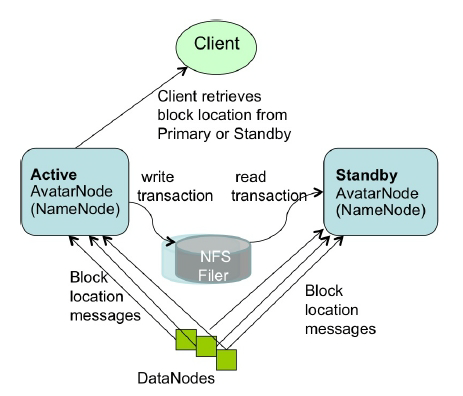 Client
Client retrieves
block location from
Primary or Standby
Active
AvatarNode
(NameNode)
write
transaction
read
transaction
Standby
AvatarNode
(NameNode)
NFS
Filer
Block
location
messages
Block
location
messages
DataNodes